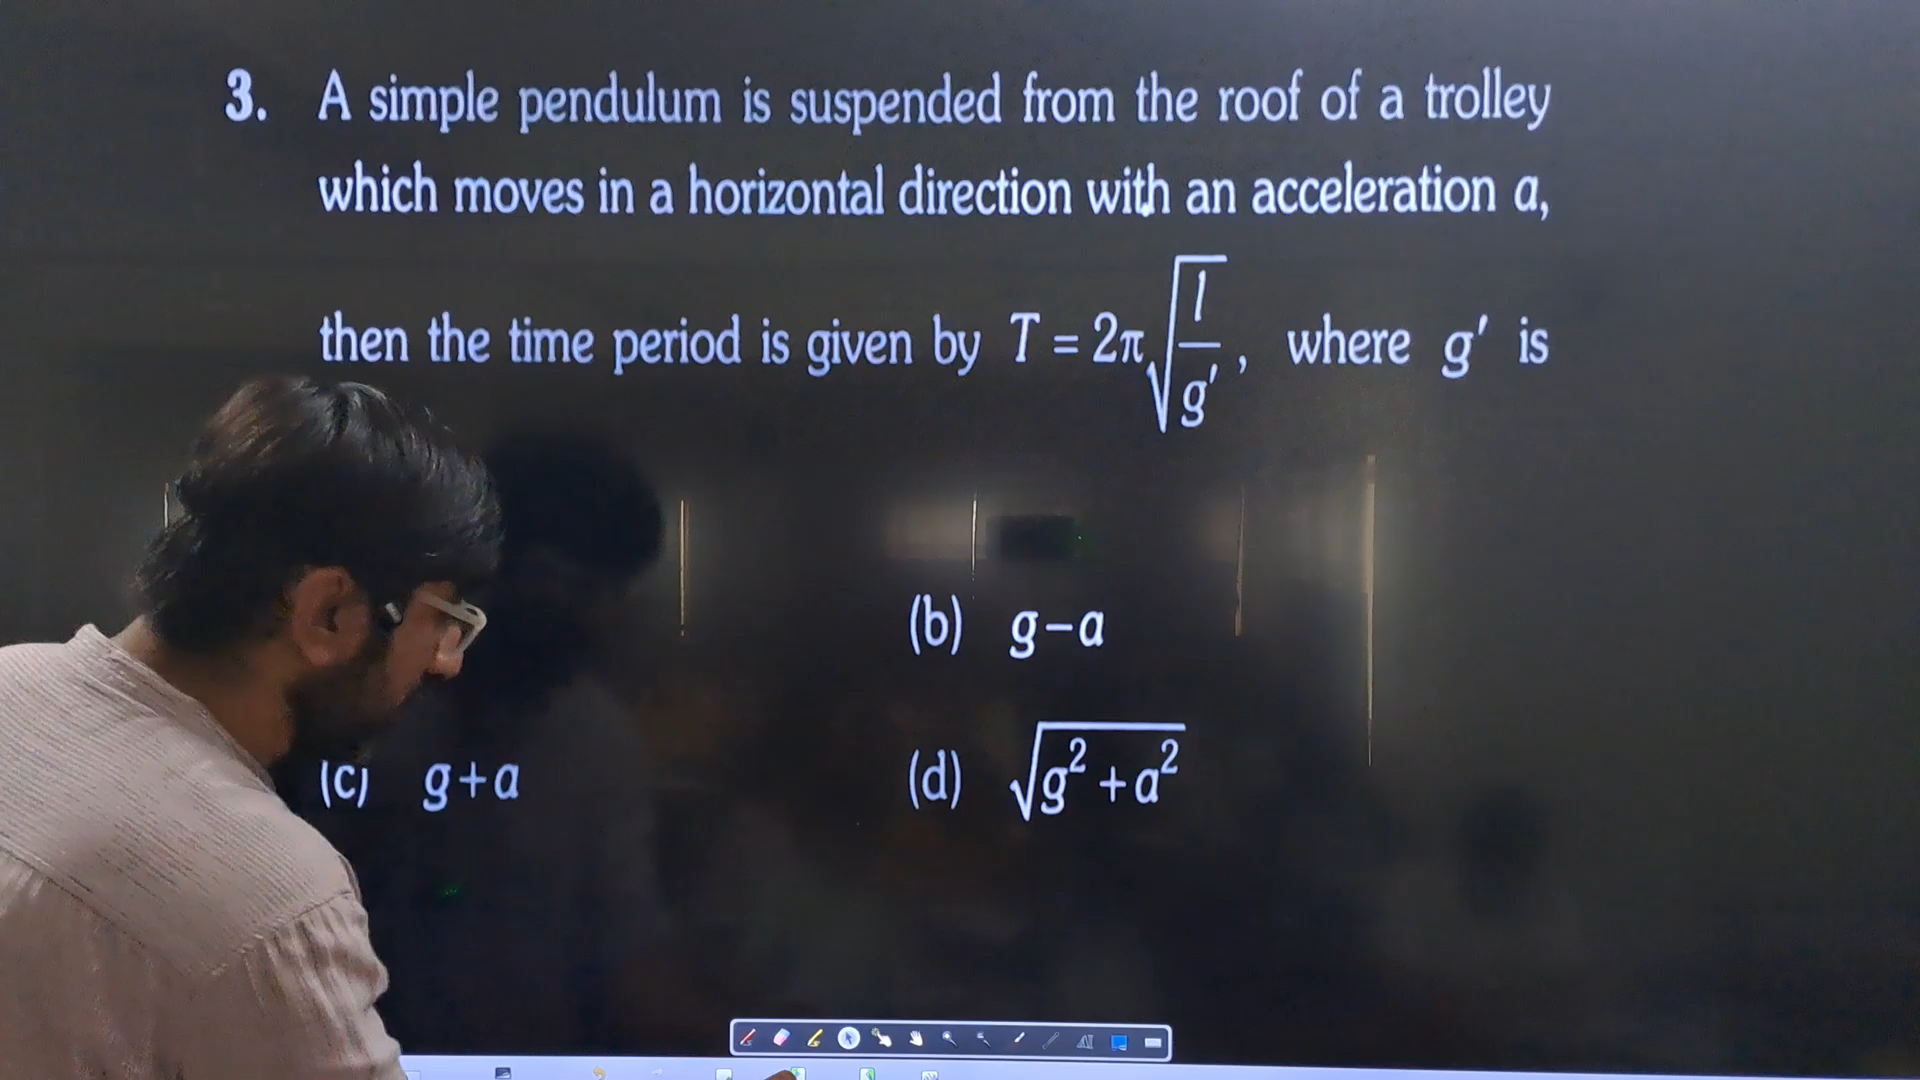 3. A simple pendulum is suspended from the roof of a trolley
which moves in a horizontal direction with an acceleration a,
then the time period is given by T = 2π√(l/g′), where g′ is
(b) g−a
(c) g+a
(d) √(g²+a²)